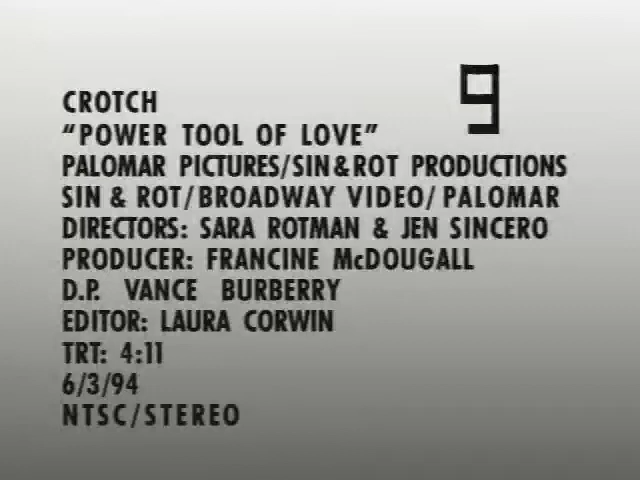 9
CROTCH
“POWER TOOL OF LOVE”
PALOMAR PICTURES/SIN&ROT PRODUCTIONS
SIN & ROT/BROADWAY VIDEO/PALOMAR
DIRECTORS: SARA ROTMAN & JEN SINCERO
PRODUCER: FRANCINE McDOUGALL
D.P. VANCE BURBERRY
EDITOR: LAURA CORWIN
TRT: 4:11
6/3/94
NTSC/STEREO